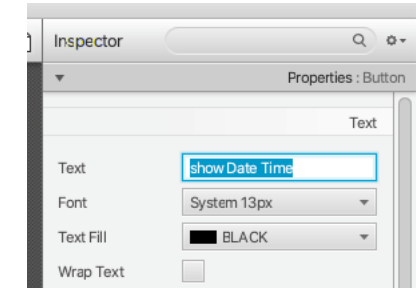 Inspector
Properties : Button
Text
Text show Date Time
Font System 13px
Text Fill BLACK
Wrap Text